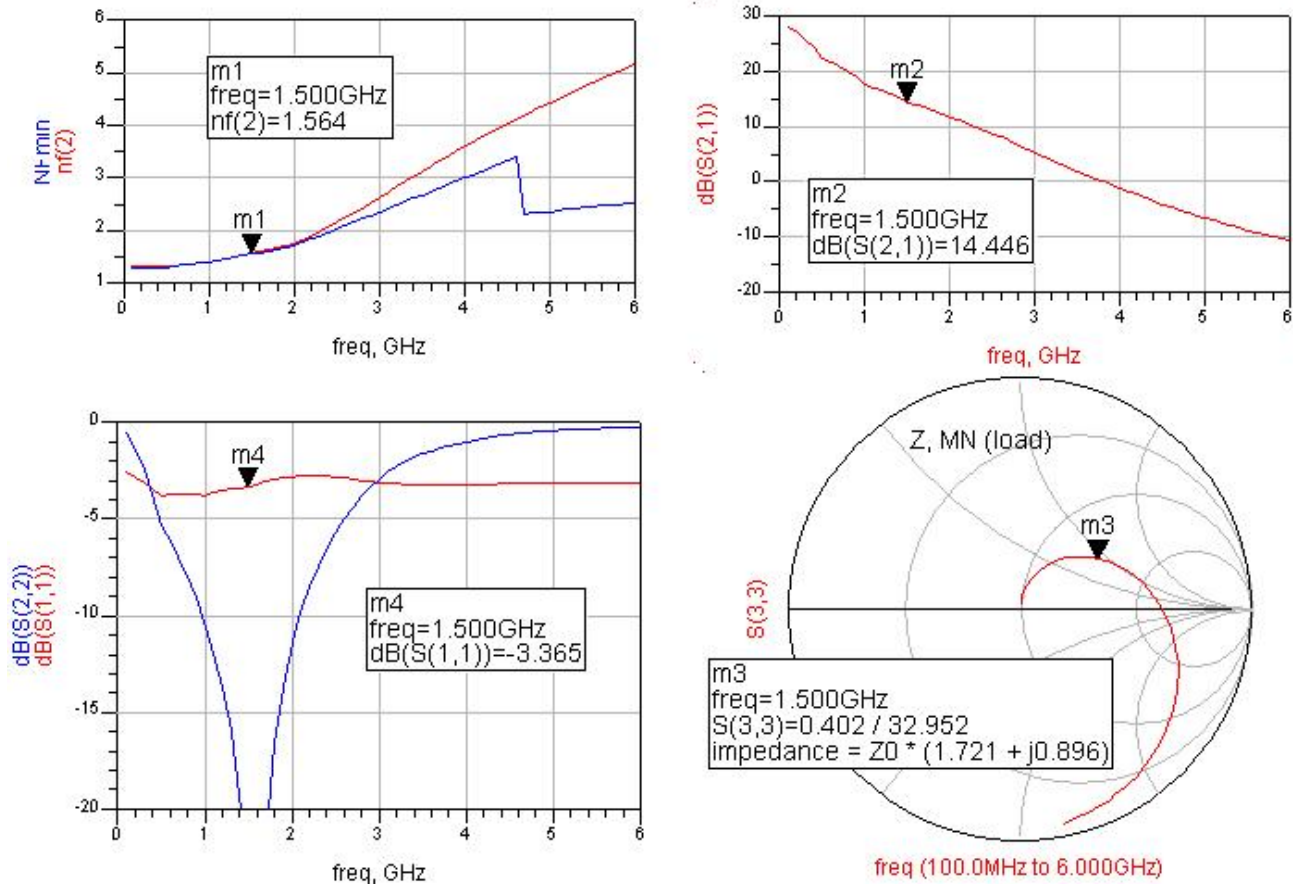 6
5
4
3
2
1
NFmin
nf(2)
m1
freq=1.500GHz
nf(2)=1.564
m1
0 1 2 3 4 5 6
freq, GHz
30
20
10
0
-10
-20
dB(S(2,1))
m2
m2
freq=1.500GHz
dB(S(2,1))=14.446
0 1 2 3 4 5 6
freq, GHz
0
-5
-10
-15
-20
dB(S(2,2))
dB(S(1,1))
m4
m4
freq=1.500GHz
dB(S(1,1))=-3.365
0 1 2 3 4 5 6
freq, GHz
Z, MN (load)
m3
S(3,3)
m3
freq=1.500GHz
S(3,3)=0.402 / 32.952
impedance = Z0 * (1.721 + j0.896)
freq (100.0MHz to 6.000GHz)